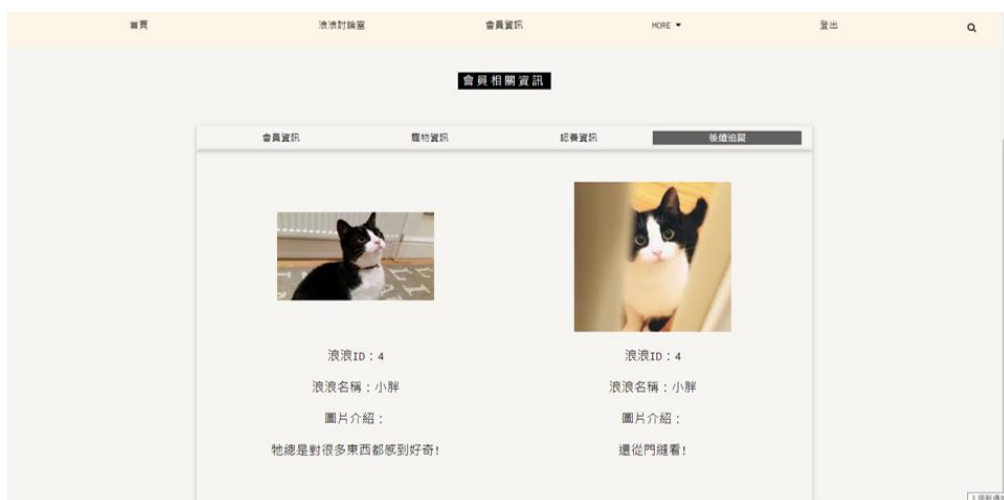 首頁 浪浪討論室 會員資訊 MORE 登出
會員相關資訊
會員資訊 寵物資訊 認養資訊 後續追蹤
浪浪ID：4 浪浪ID：4
浪浪名稱：小胖 浪浪名稱：小胖
圖片介紹： 圖片介紹：
牠總是對很多東西都感到好奇! 還從門縫看!